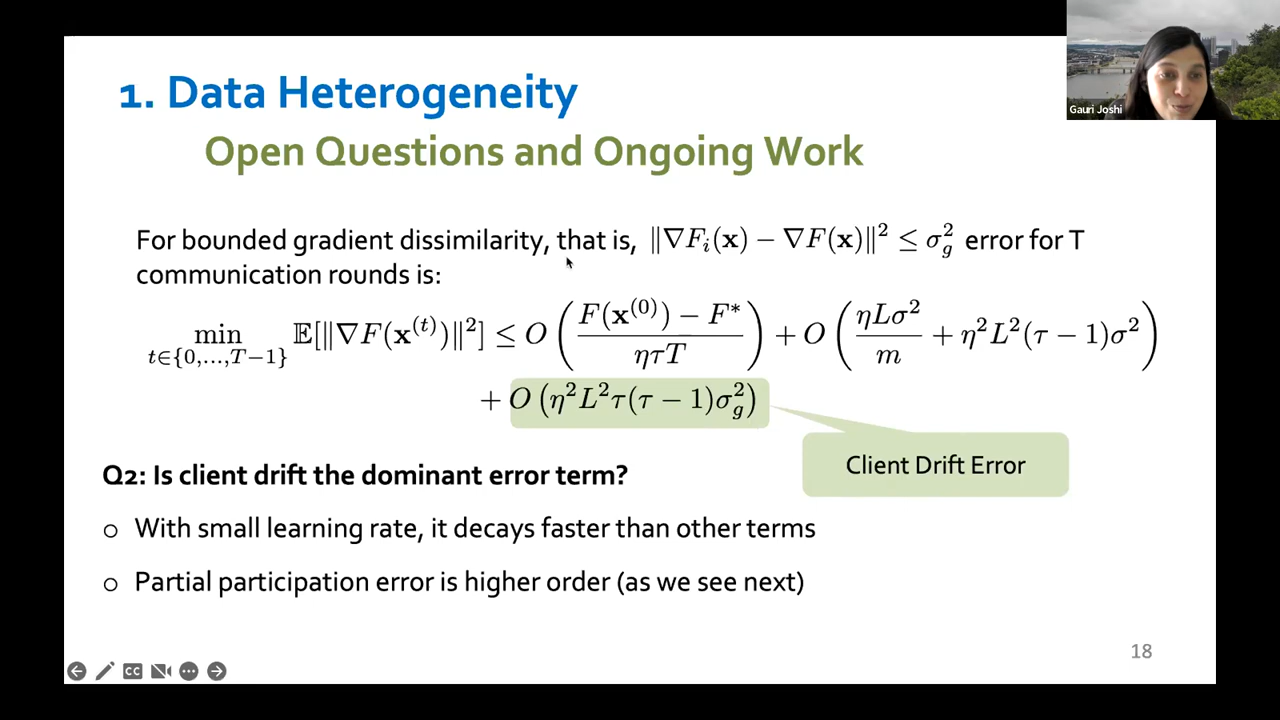 Gauri Joshi
1. Data Heterogeneity
Open Questions and Ongoing Work
For bounded gradient dissimilarity, that is, ‖∇F_i(𝐱) − ∇F(𝐱)‖² ≤ σ_g² error for T
communication rounds is:
min_{t∈{0,...,T−1}} 𝔼[‖∇F(𝐱^{(t)})‖²] ≤ O((F(𝐱^{(0)}) − F*)/(ητT)) + O(ηLσ²/m + η²L²(τ − 1)σ²)
+ O(η²L²τ(τ − 1)σ_g²)
Client Drift Error
Q2: Is client drift the dominant error term?
o With small learning rate, it decays faster than other terms
o Partial participation error is higher order (as we see next)
18
CC